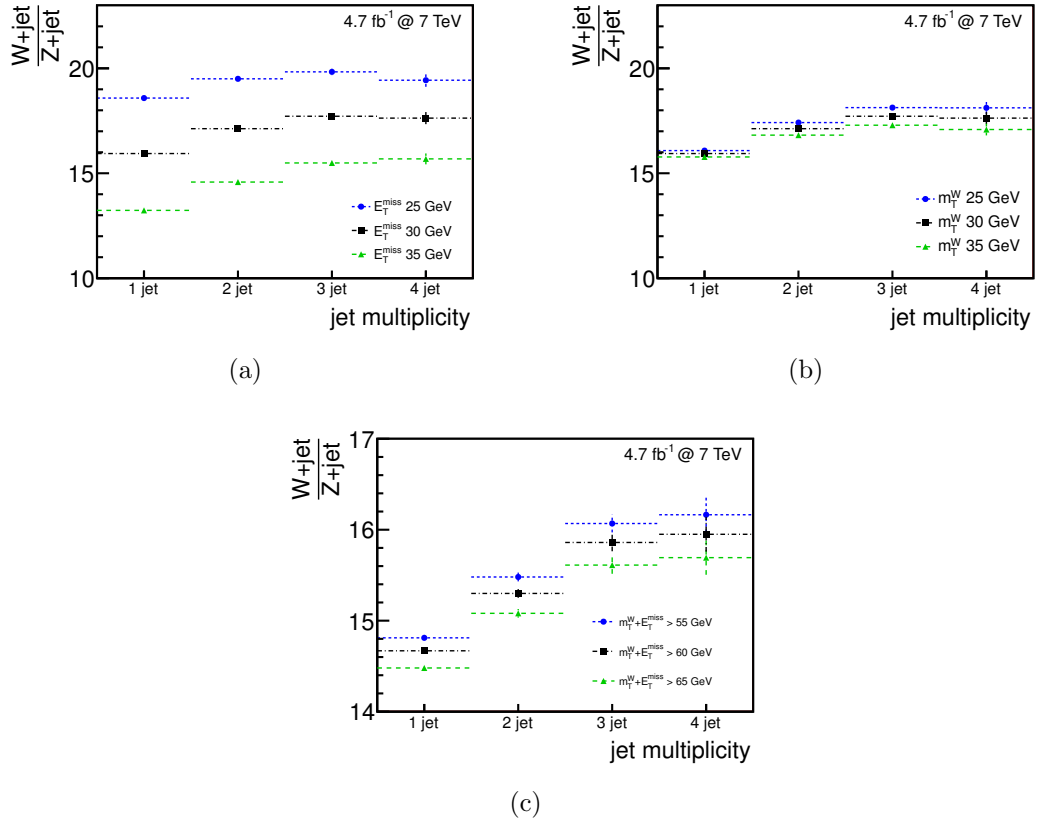 W+jet
Z+jet
4.7 fb⁻¹ @ 7 TeV
20
15
10
E_T^miss 25 GeV
E_T^miss 30 GeV
E_T^miss 35 GeV
1 jet 2 jet 3 jet 4 jet
jet multiplicity
(a)
W+jet
Z+jet
4.7 fb⁻¹ @ 7 TeV
20
15
10
m_T^W 25 GeV
m_T^W 30 GeV
m_T^W 35 GeV
1 jet 2 jet 3 jet 4 jet
jet multiplicity
(b)
W+jet
Z+jet
4.7 fb⁻¹ @ 7 TeV
17
16
15
14
m_T^W+E_T^miss > 55 GeV
m_T^W+E_T^miss > 60 GeV
m_T^W+E_T^miss > 65 GeV
1 jet 2 jet 3 jet 4 jet
jet multiplicity
(c)